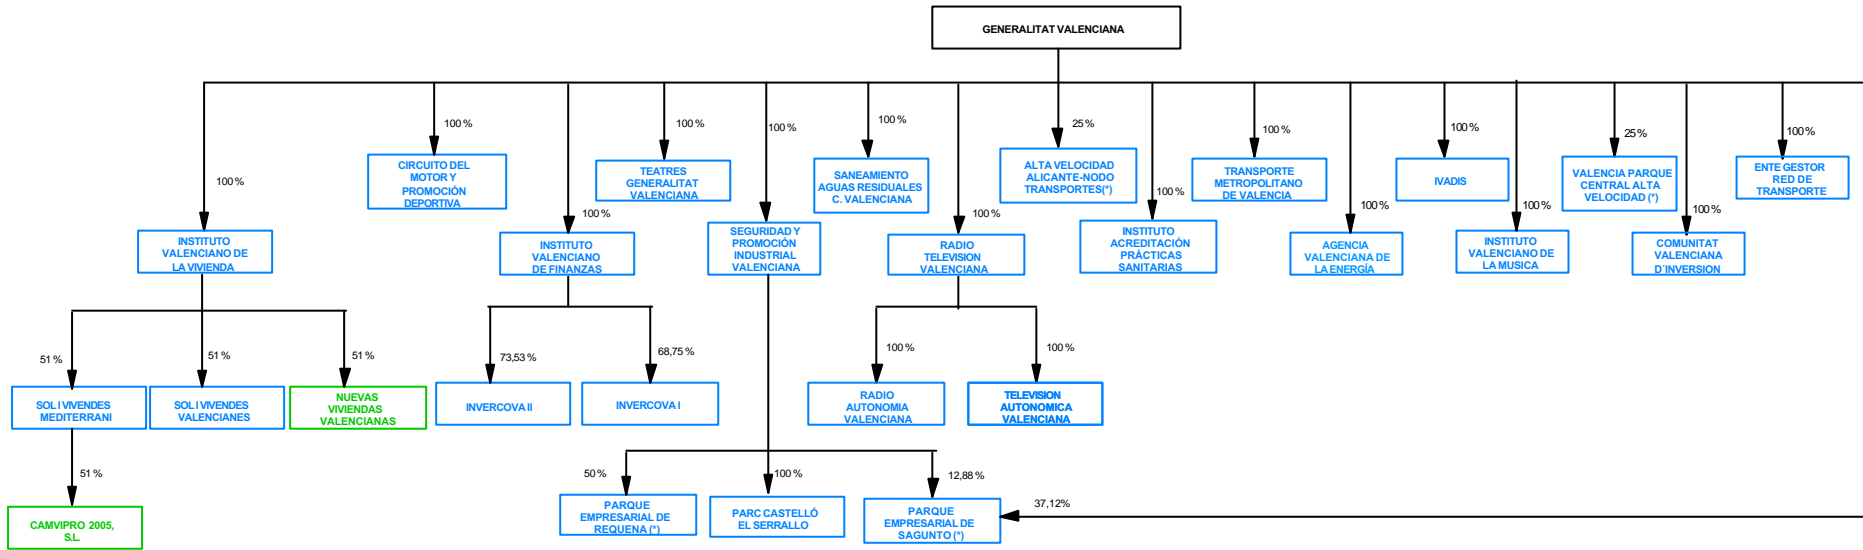 GENERALITAT VALENCIANA
100 %
100 %
100 %
100 %
100 %
100 %
100 %
25 %
100 %
100 %
100 %
100 %
100 %
25 %
100 %
100 %
CIRCUITO DEL
MOTOR Y
PROMOCIÓN
DEPORTIVA
TEATRES
GENERALITAT
VALENCIANA
SANEAMIENTO
AGUAS RESIDUALES
C. VALENCIANA
ALTA VELOCIDAD
ALICANTE-NODO
TRANSPORTES(*)
TRANSPORTE
METROPOLITANO
DE VALENCIA
IVADIS
VALENCIA PARQUE
CENTRAL ALTA
VELOCIDAD (*)
ENTE GESTOR
RED DE
TRANSPORTE
INSTITUTO
VALENCIANO DE
LA VIVIENDA
INSTITUTO
VALENCIANO
DE FINANZAS
SEGURIDAD Y
PROMOCIÓN
INDUSTRIAL
VALENCIANA
RADIO
TELEVISION
VALENCIANA
INSTITUTO
ACREDITACIÓN
PRÁCTICAS
SANITARIAS
AGENCIA
VALENCIANA DE
LA ENERGÍA
INSTITUTO
VALENCIANO DE
LA MUSICA
COMUNITAT
VALENCIANA
D´INVERSION
51 %
51 %
51 %
73,53 %
68,75 %
100 %
100 %
SOL I VIVENDES
MEDITERRANI
SOL I VIVENDES
VALENCIANES
NUEVAS
VIVIENDAS
VALENCIANAS
INVERCOVA II
INVERCOVA I
RADIO
AUTONOMIA
VALENCIANA
TELEVISION
AUTONOMICA
VALENCIANA
51 %
50 %
100 %
12,88 %
37,12%
CAMVIPRO 2005,
S.L.
PARQUE
EMPRESARIAL DE
REQUENA (*)
PARC CASTELLÓ
EL SERRALLO
PARQUE
EMPRESARIAL DE
SAGUNTO (*)